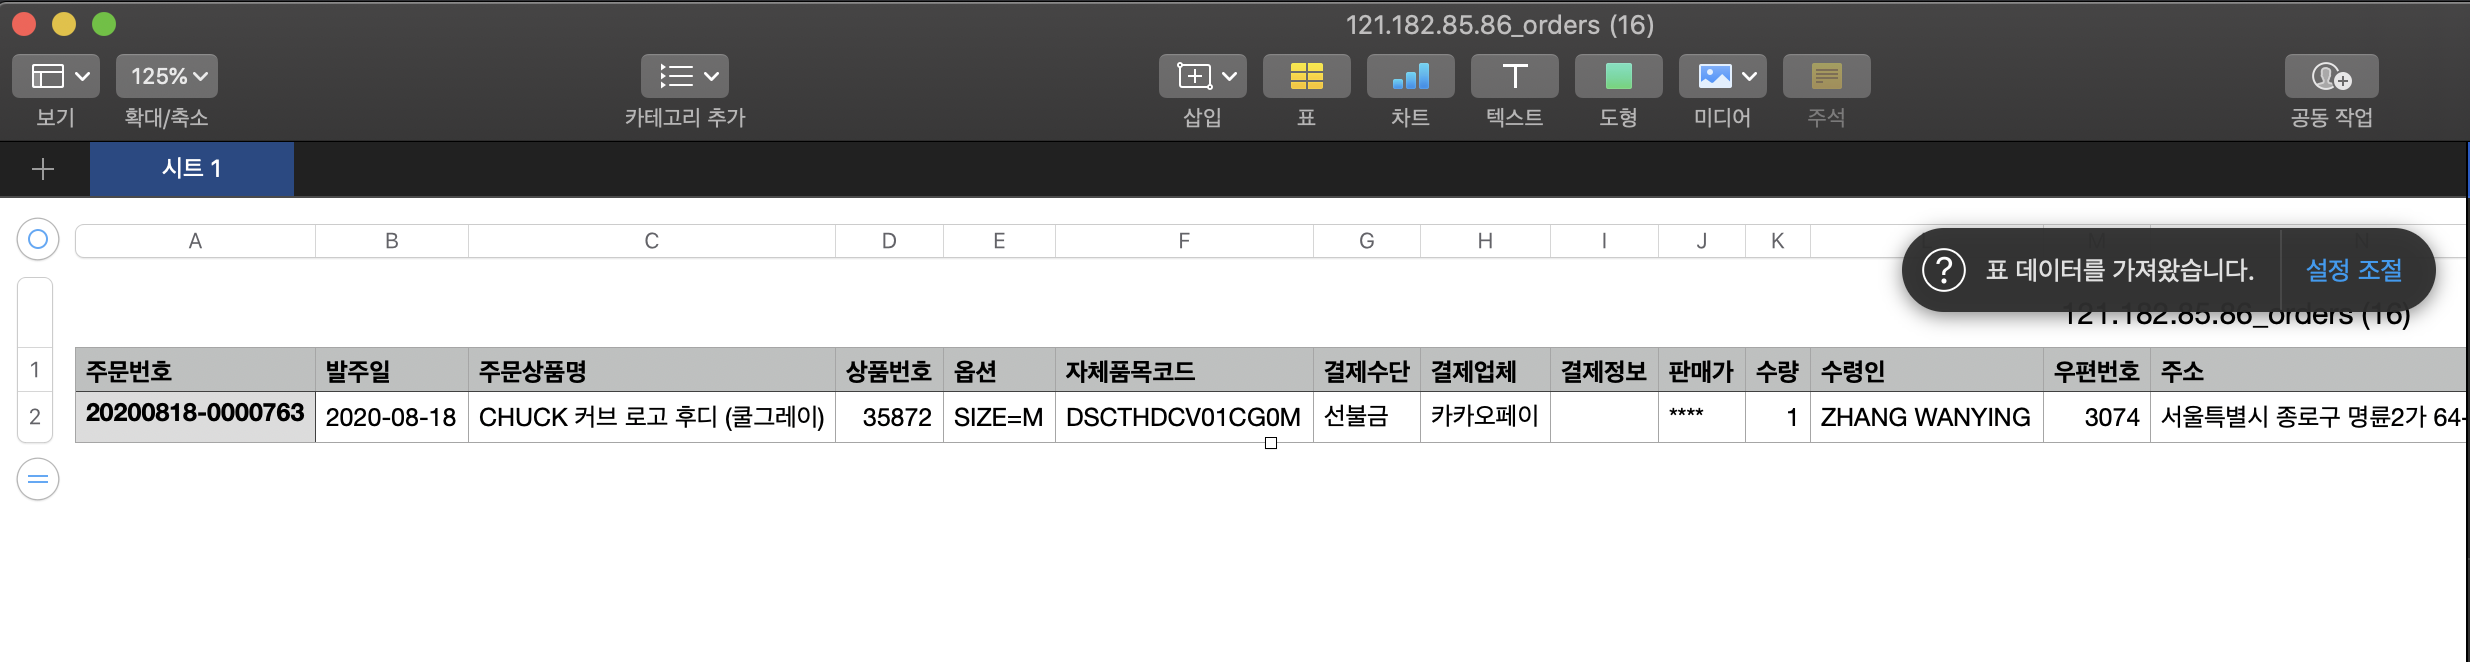 121.182.85.86_orders (16)
125%
보기
확대/축소
카테고리 추가
삽입
표
차트
텍스트
도형
미디어
주석
공동 작업
시트 1
A B C D E F G H I J K L M N
표 데이터를 가져왔습니다. 설정 조절
121.182.85.86_orders (16)
1 주문번호 발주일 주문상품명 상품번호 옵션 자체품목코드 결제수단 결제업체 결제정보 판매가 수량 수령인 우편번호 주소
2 20200818-0000763 2020-08-18 CHUCK 커브 로고 후디 (쿨그레이) 35872 SIZE=M DSCTHDCV01CG0M 선불금 카카오페이 **** 1 ZHANG WANYING 3074 서울특별시 종로구 명륜2가 64-